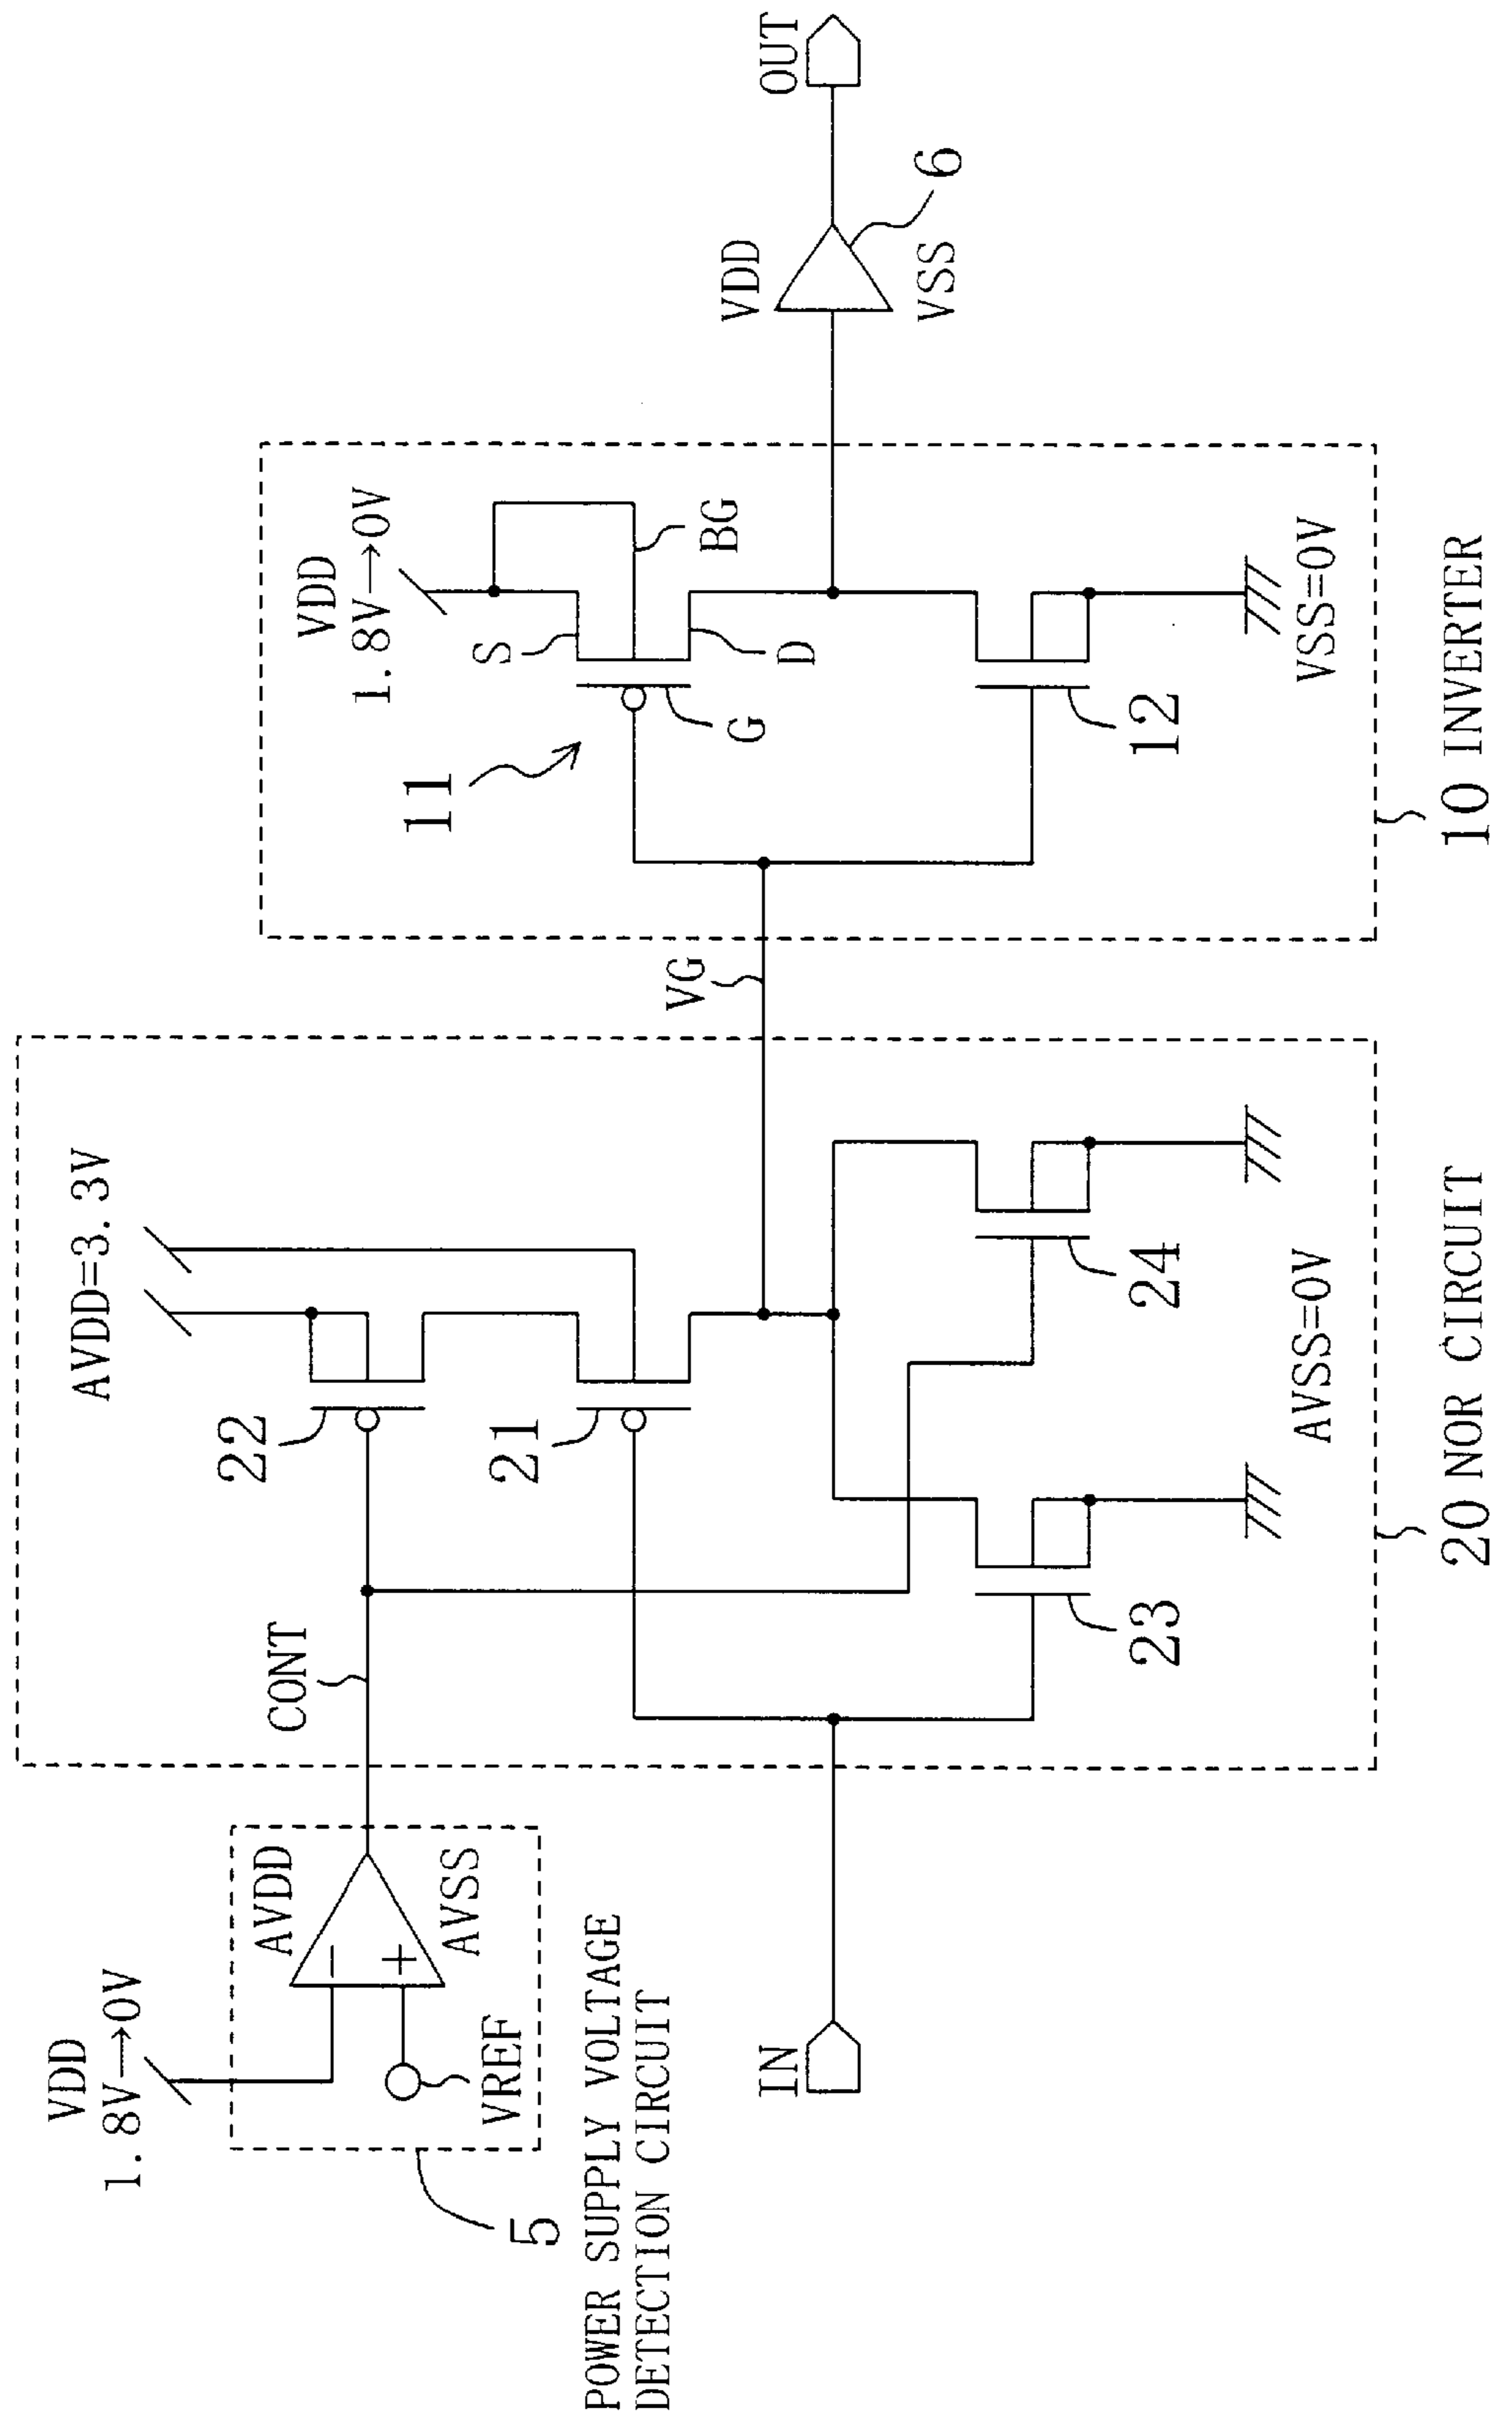 VDD
1.8V→0V
AVDD
AVSS
VREF
5
POWER SUPPLY VOLTAGE
DETECTION CIRCUIT
IN
CONT
AVDD=3.3V
22
21
23
24
AVSS=0V
20 NOR CIRCUIT
VG
VDD
1.8V→0V
S
BG
11
G
D
12
VSS=0V
10 INVERTER
VDD
VSS
6
OUT